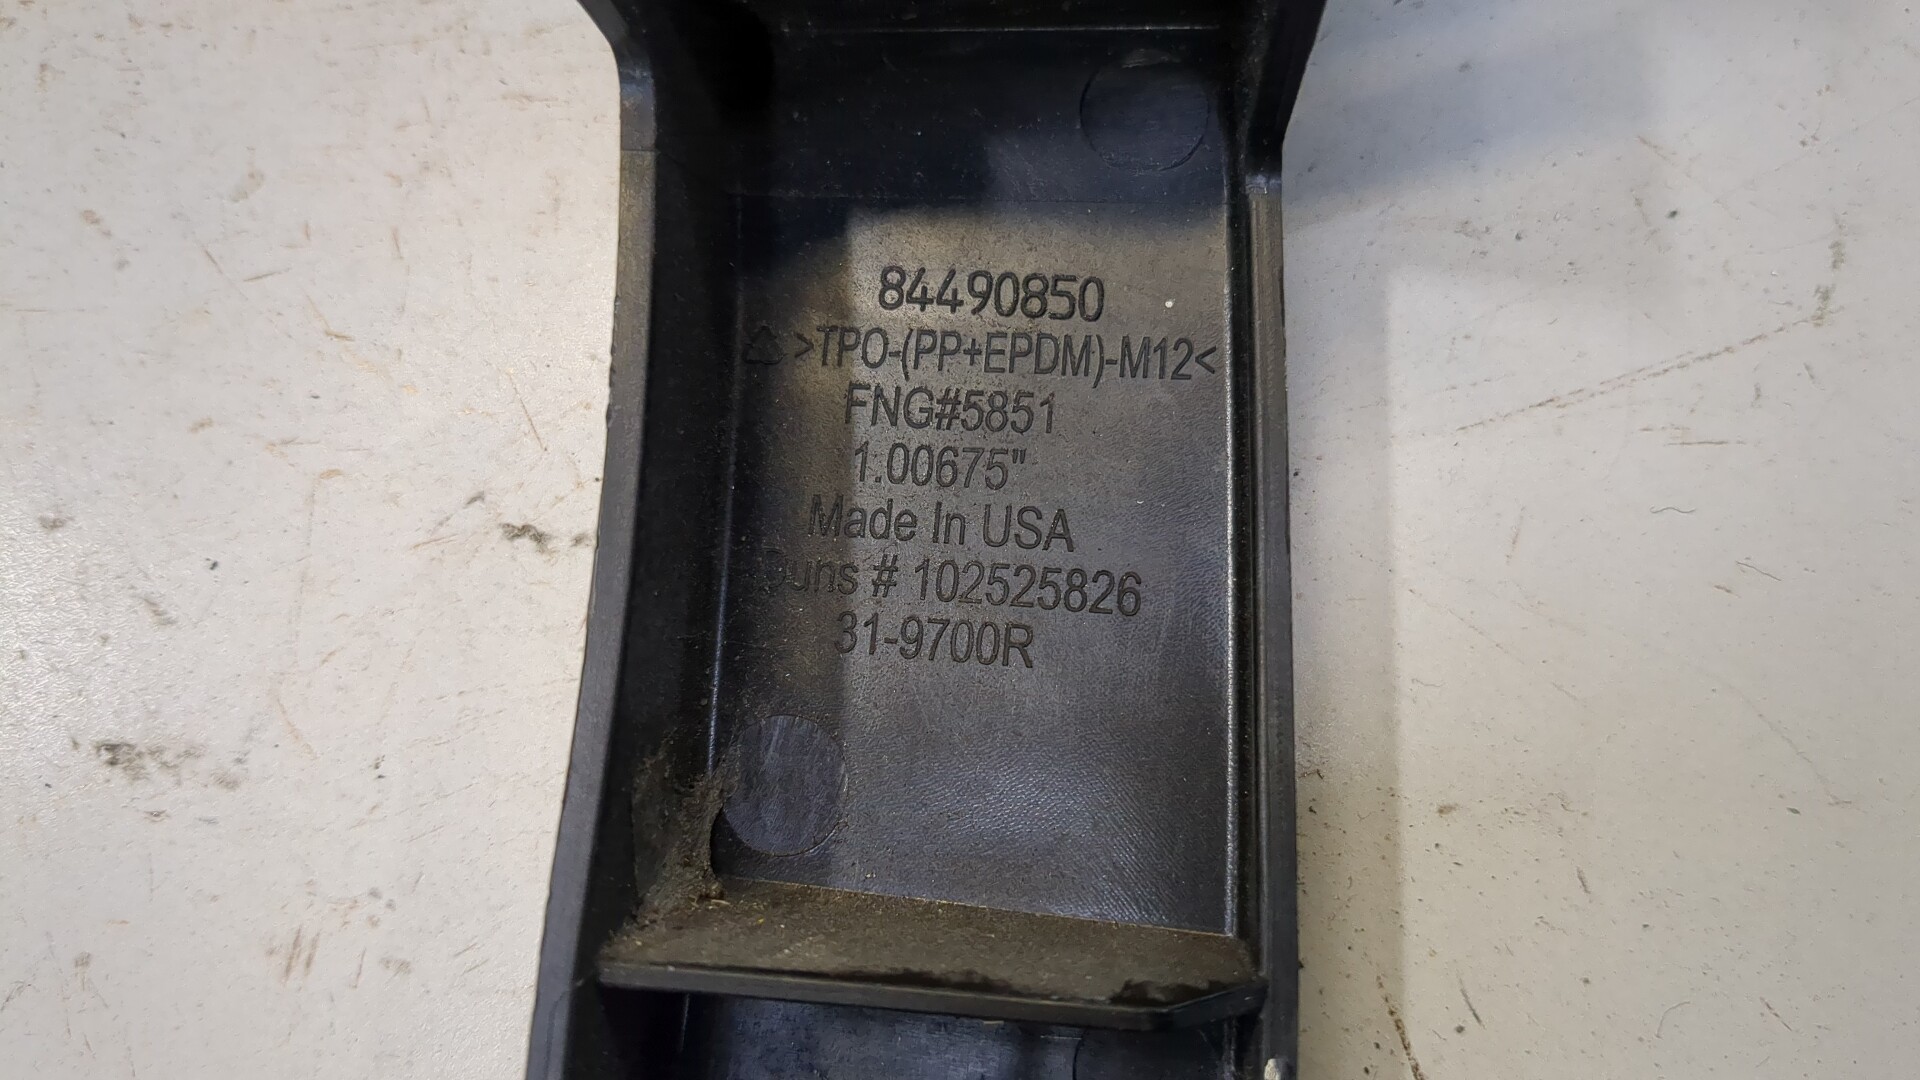 84490850
>TPO-(PP+EPDM)-M12<
FNG#5851
1.00675"
Made In USA
Duns # 102525826
31-9700R